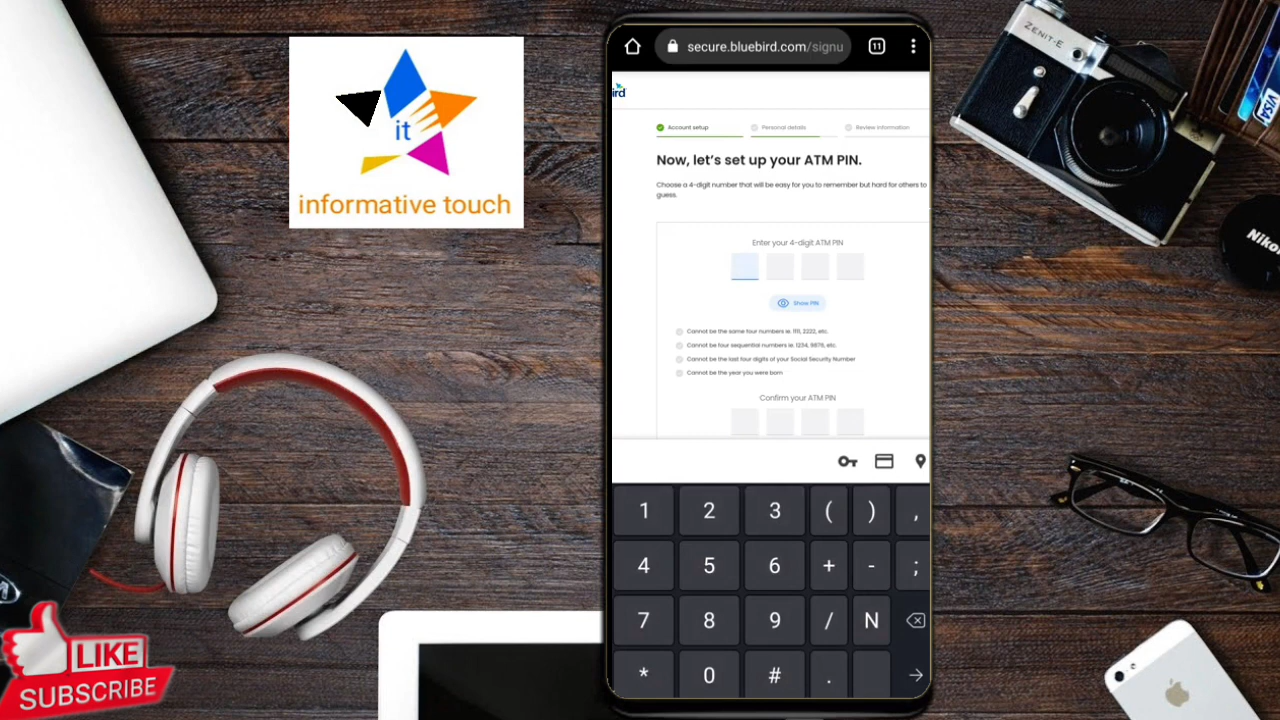 ZENIT-E
VISA
Nikon
it
informative touch
LIKE
SUBSCRIBE
secure.bluebird.com/signu
11
ird
Account setup
Personal details
Review information
Now, let's set up your ATM PIN.
Choose a 4-digit number that will be easy for you to remember but hard for others to
guess.
Enter your 4-digit ATM PIN
Show PIN
Cannot be the same four numbers ie. 1111, 2222, etc.
Cannot be four sequential numbers ie. 1234, 9876, etc.
Cannot be the last four digits of your Social Security Number
Cannot be the year you were born
Confirm your ATM PIN
1 2 3 ( ) ,
4 5 6 + - ;
7 8 9 / N
* 0 # .